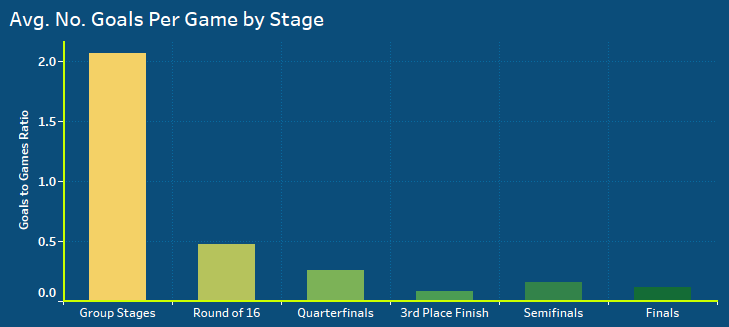 Avg. No. Goals Per Game by Stage
Goals to Games Ratio
2.0
1.5
1.0
0.5
0.0
Group Stages
Round of 16
Quarterfinals
3rd Place Finish
Semifinals
Finals